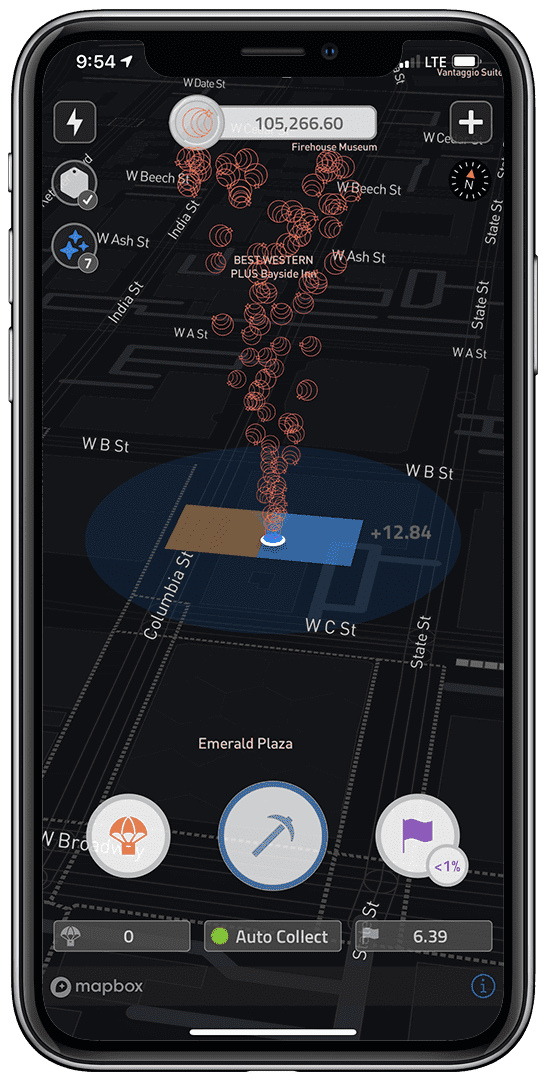 9:54
LTE
W Date St
Vantaggio Suite
105,266.60
Firehouse Museum
W Beech St
W Beech St
India St
State St
W Ash St
W Ash St
BEST WESTERN
PLUS Bayside Inn
7
N
India St
State St
W A St
W A St
W B St
W B St
+12.84
Columbia St
W C St
State St
Emerald Plaza
W Broadway
<1%
0
Auto Collect
6.39
State St
mapbox
i